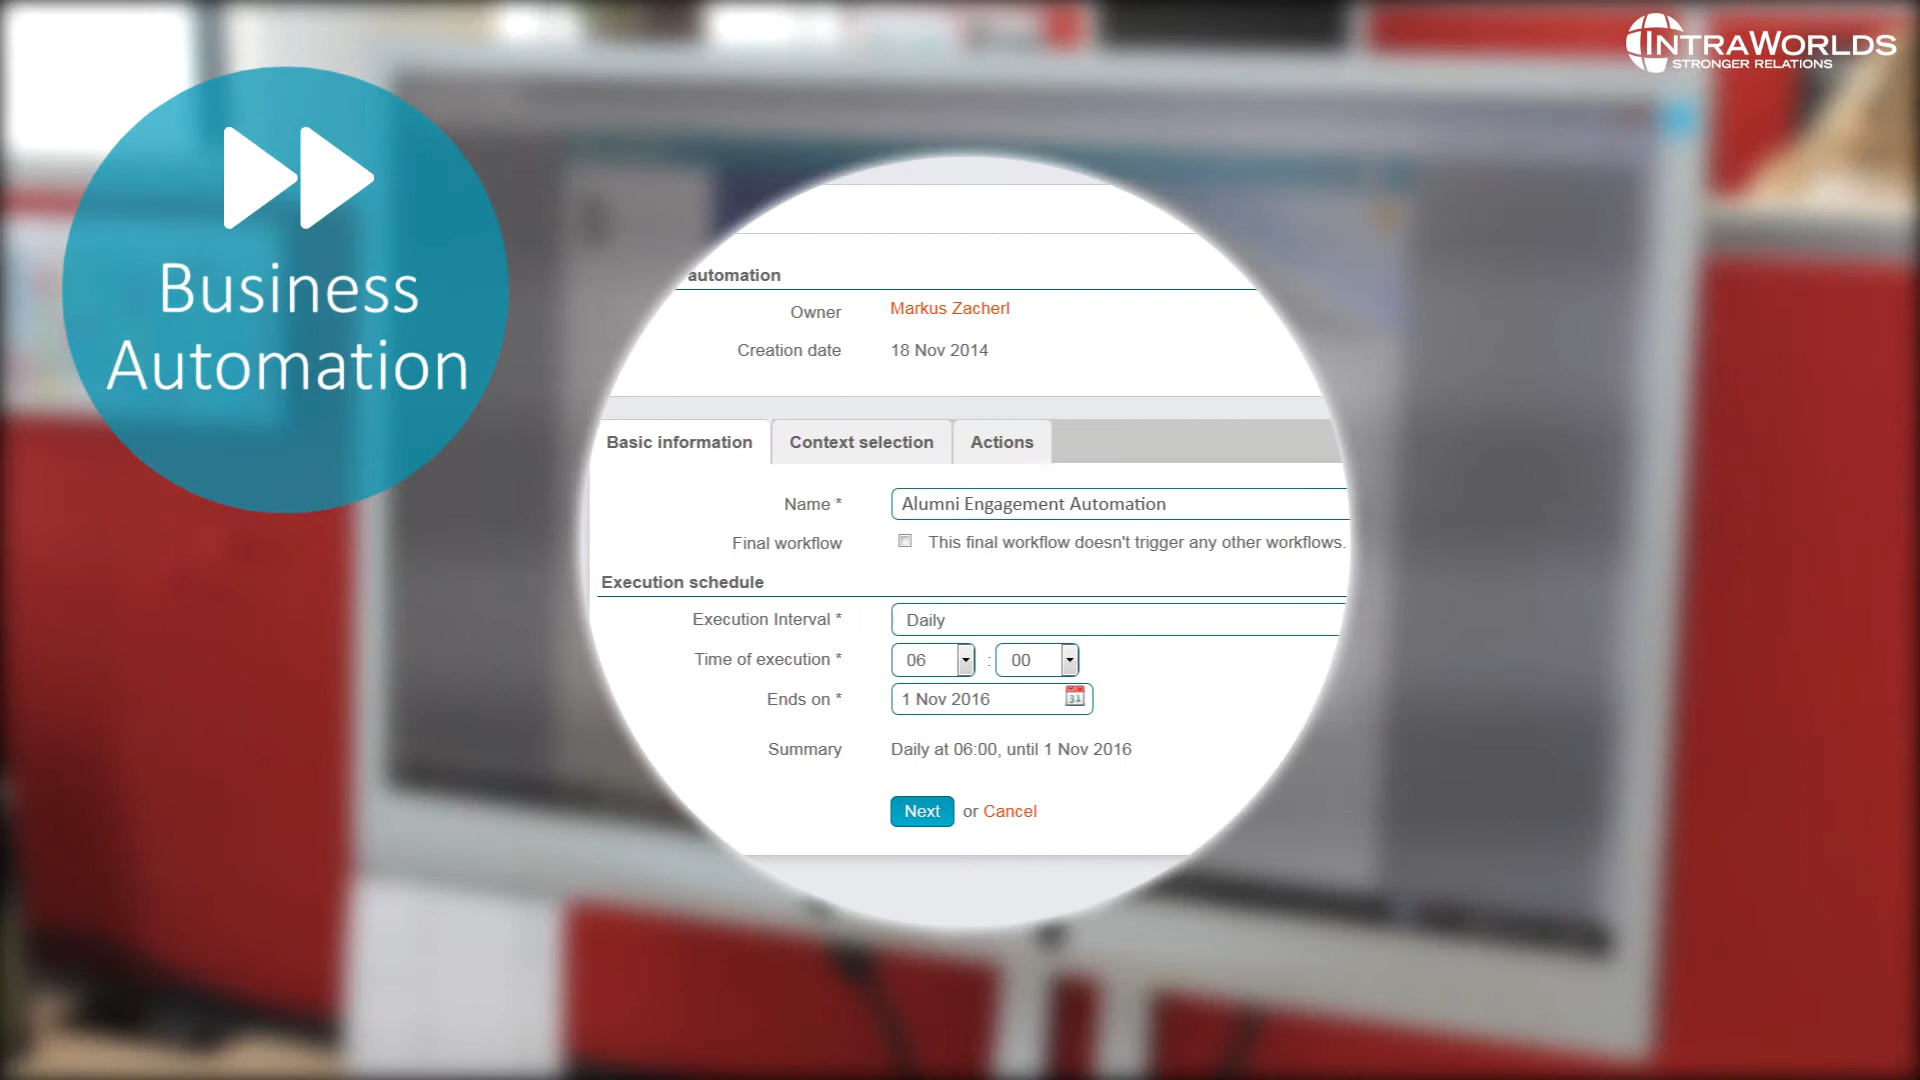 INTRAWORLDS
STRONGER RELATIONS
Business
Automation
automation
Owner Markus Zacherl
Creation date 18 Nov 2014
Basic information Context selection Actions
Name * Alumni Engagement Automation
Final workflow This final workflow doesn't trigger any other workflows.
Execution schedule
Execution Interval * Daily
Time of execution * 06 : 00
Ends on * 1 Nov 2016 31
Summary Daily at 06:00, until 1 Nov 2016
Next or Cancel